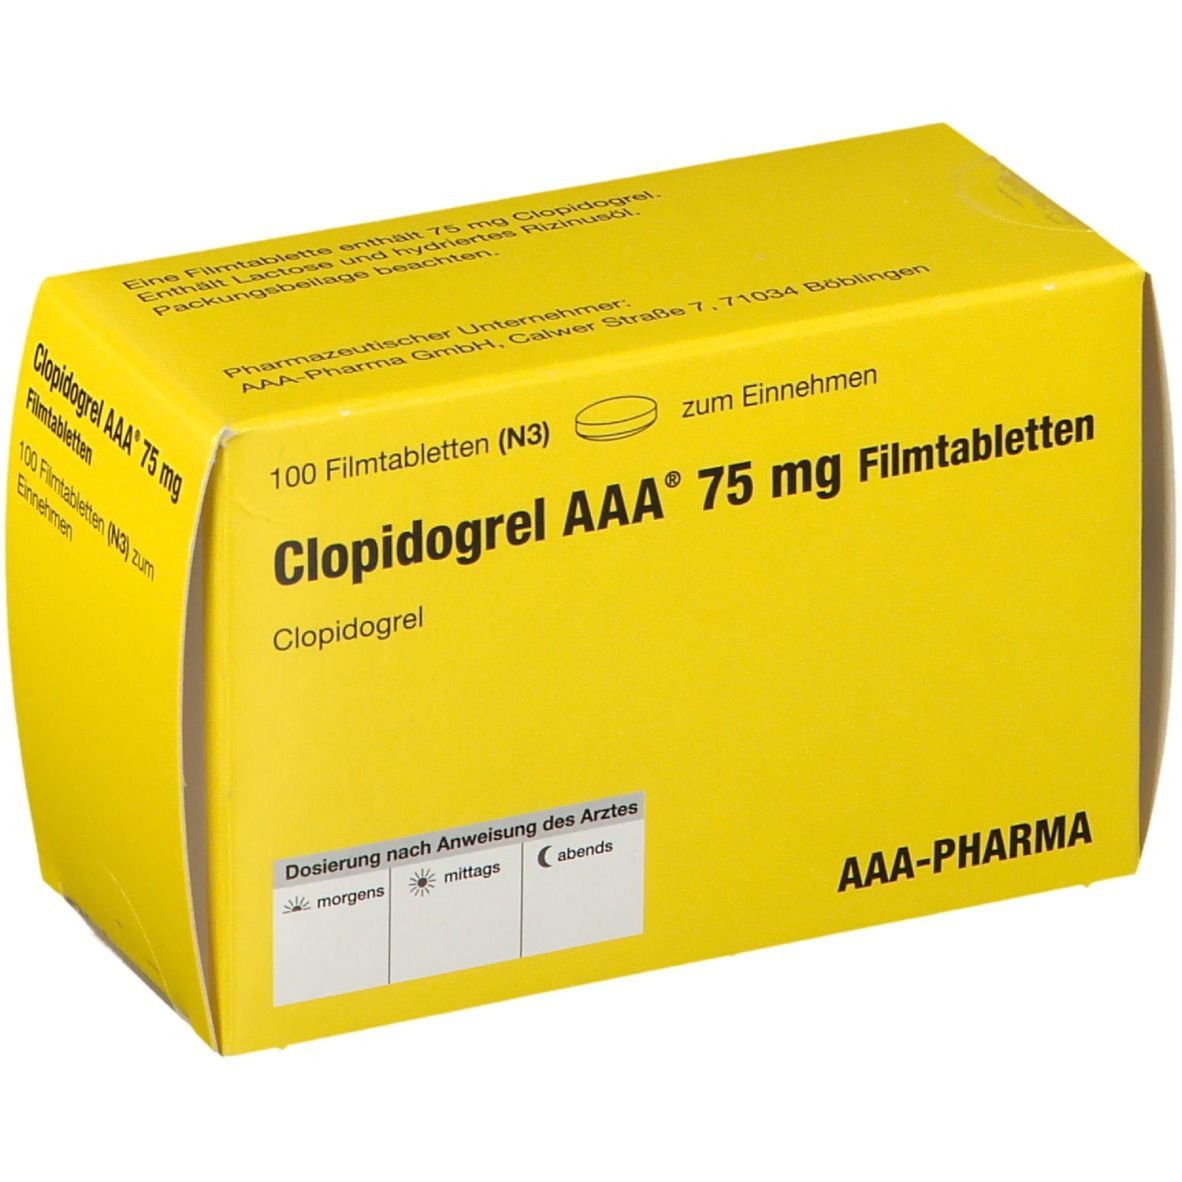 Eine Filmtablette enthält 75 mg Clopidogrel.
Enthält Lactose und hydriertes Rizinusöl.
Packungsbeilage beachten.
Pharmazeutischer Unternehmer:
AAA-Pharma GmbH, Calwer Straße 7, 71034 Böblingen
Clopidogrel AAA® 75 mg
Filmtabletten
100 Filmtabletten (N3) zum
Einnehmen
100 Filmtabletten (N3) zum Einnehmen
Clopidogrel AAA® 75 mg Filmtabletten
Clopidogrel
Dosierung nach Anweisung des Arztes
morgens mittags abends
AAA-PHARMA